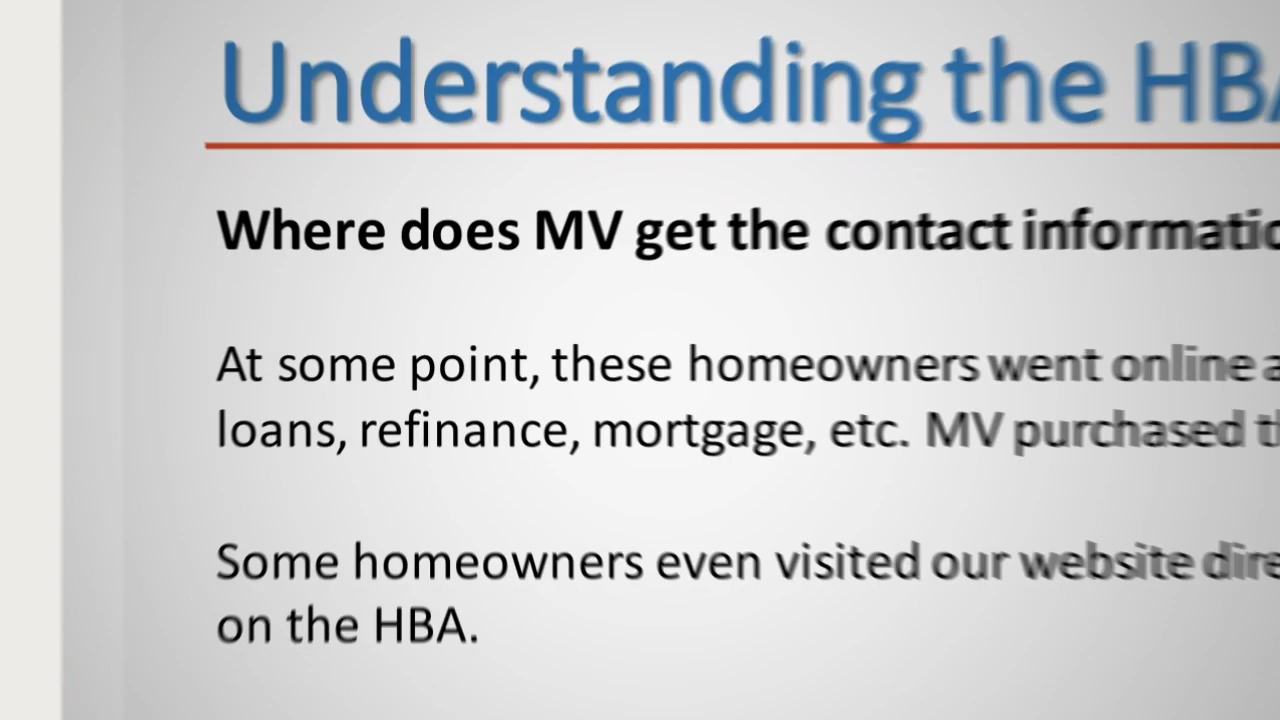 Understanding the HBA
Where does MV get the contact informatio
At some point, these homeowners went online a
loans, refinance, mortgage, etc. MV purchased t
Some homeowners even visited our website dire
on the HBA.